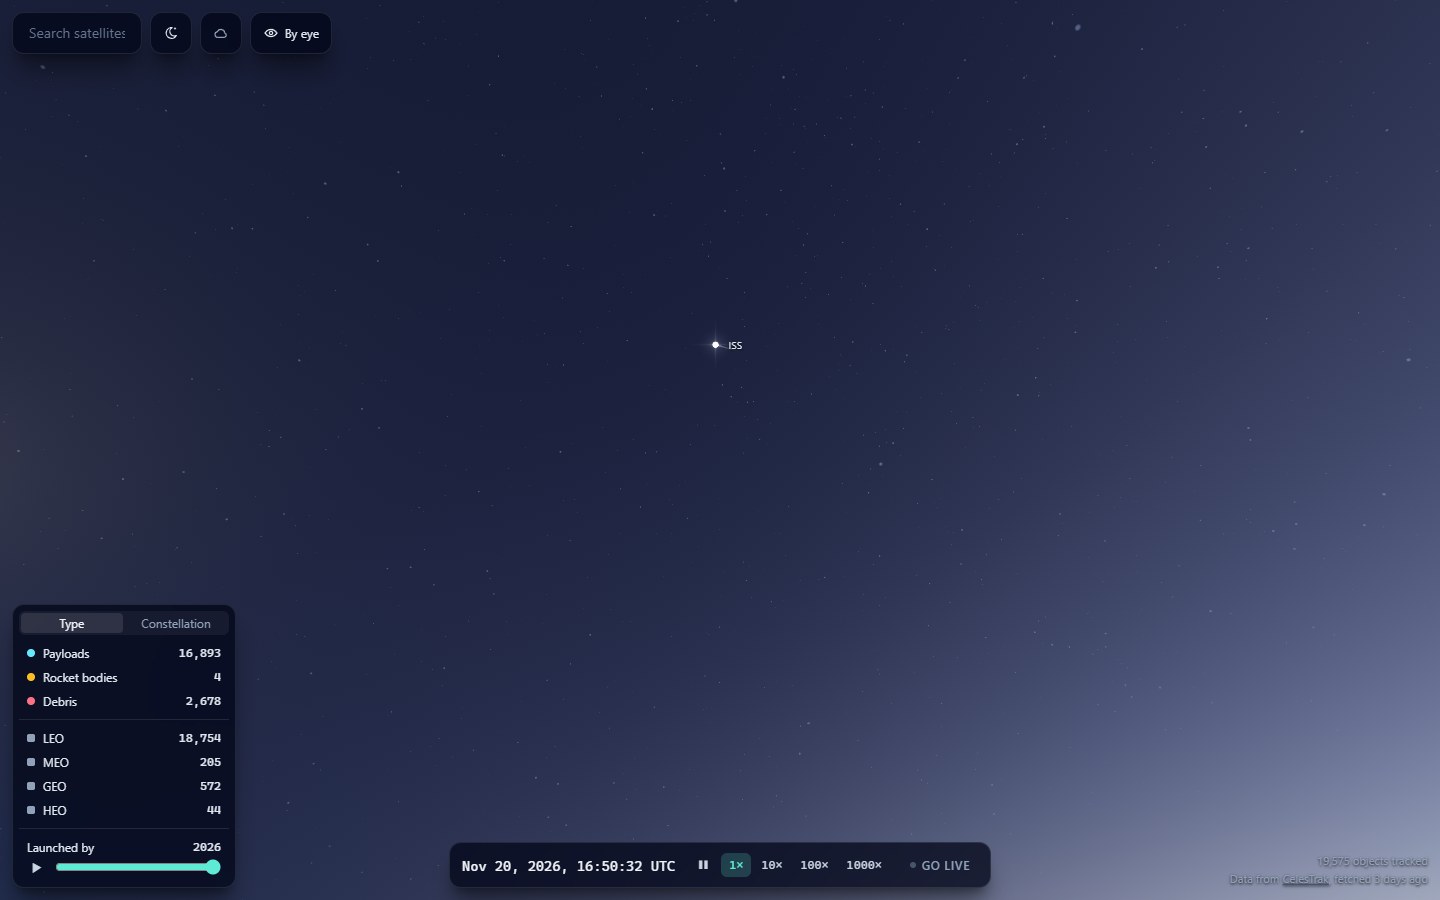 Search satellites
By eye
ISS
Type Constellation
Payloads 16,893
Rocket bodies 4
Debris 2,678
LEO 18,754
MEO 205
GEO 572
HEO 44
Launched by 2026
Nov 20, 2026, 16:50:32 UTC 1× 10× 100× 1000× GO LIVE
19,575 objects tracked
Data from CelesTrak, fetched 3 days ago